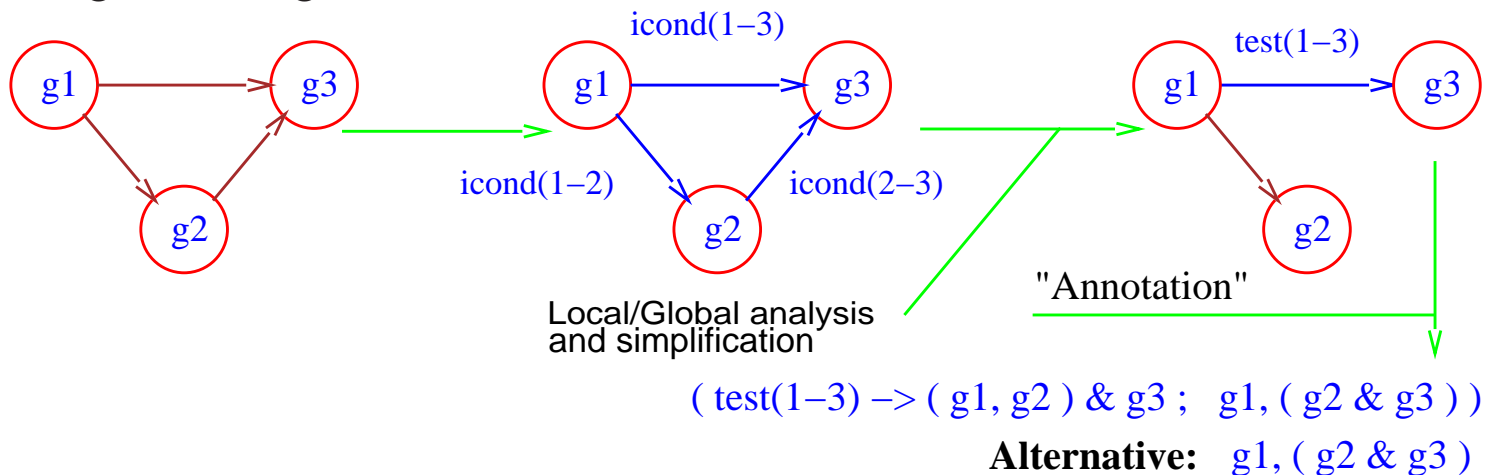 g1
g3
g2
icond(1–3)
g1
g3
icond(1–2)
icond(2–3)
g2
test(1–3)
g1
g3
g2
Local/Global analysis
and simplification
"Annotation"
( test(1–3) –> ( g1, g2 ) & g3 ; g1, ( g2 & g3 ) )
Alternative: g1, ( g2 & g3 )